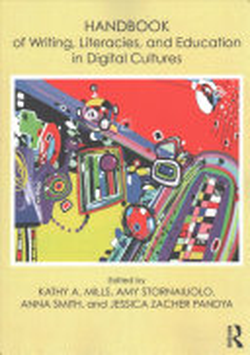 HANDBOOK
of Writing, Literacies, and Education
in Digital Cultures
Edited by
KATHY A. MILLS, AMY STORNAIUOLO,
ANNA SMITH, and JESSICA ZACHER PANDYA
R